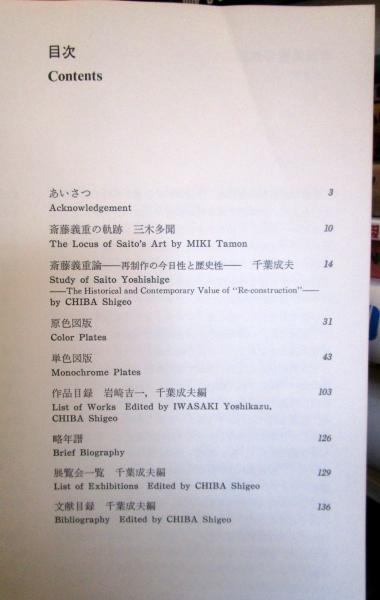 目次
Contents
あいさつ 3
Acknowledgement
斎藤義重の軌跡 三木多聞 10
The Locus of Saito's Art by MIKI Tamon
斎藤義重論——再制作の今日性と歴史性—— 千葉成夫 14
Study of Saito Yoshishige
——The Historical and Contemporary Value of "Re-construction"——
by CHIBA Shigeo
原色図版 31
Color Plates
単色図版 43
Monochrome Plates
作品目録 岩崎吉一，千葉成夫編 103
List of Works Edited by IWASAKI Yoshikazu,
CHIBA Shigeo
略年譜 126
Brief Biography
展覧会一覧 千葉成夫編 129
List of Exhibitions Edited by CHIBA Shigeo
文献目録 千葉成夫編 136
Bibliography Edited by CHIBA Shigeo